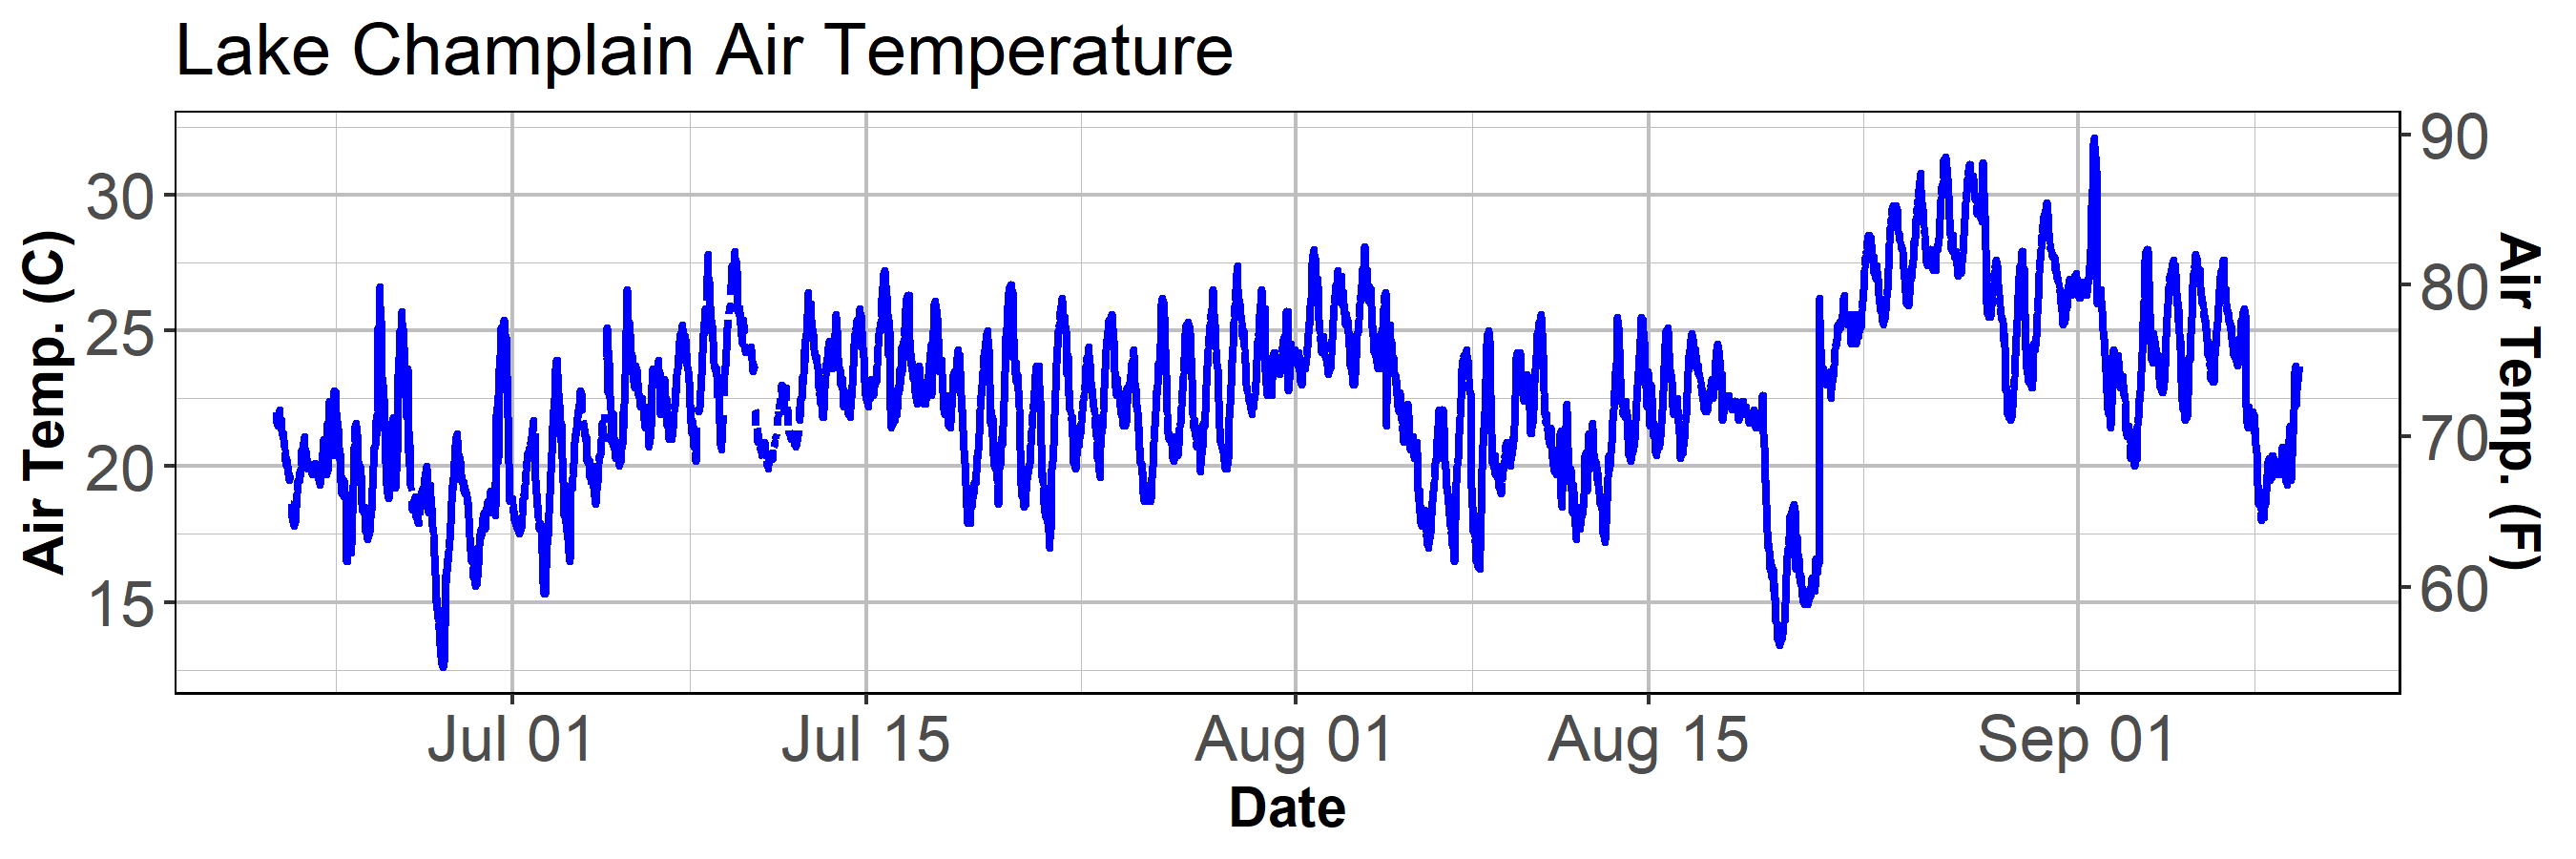 Lake Champlain Air Temperature
Air Temp. (C)
30
25
20
15
90
80
70
60
Air Temp. (F)
Jul 01
Jul 15
Aug 01
Aug 15
Sep 01
Date